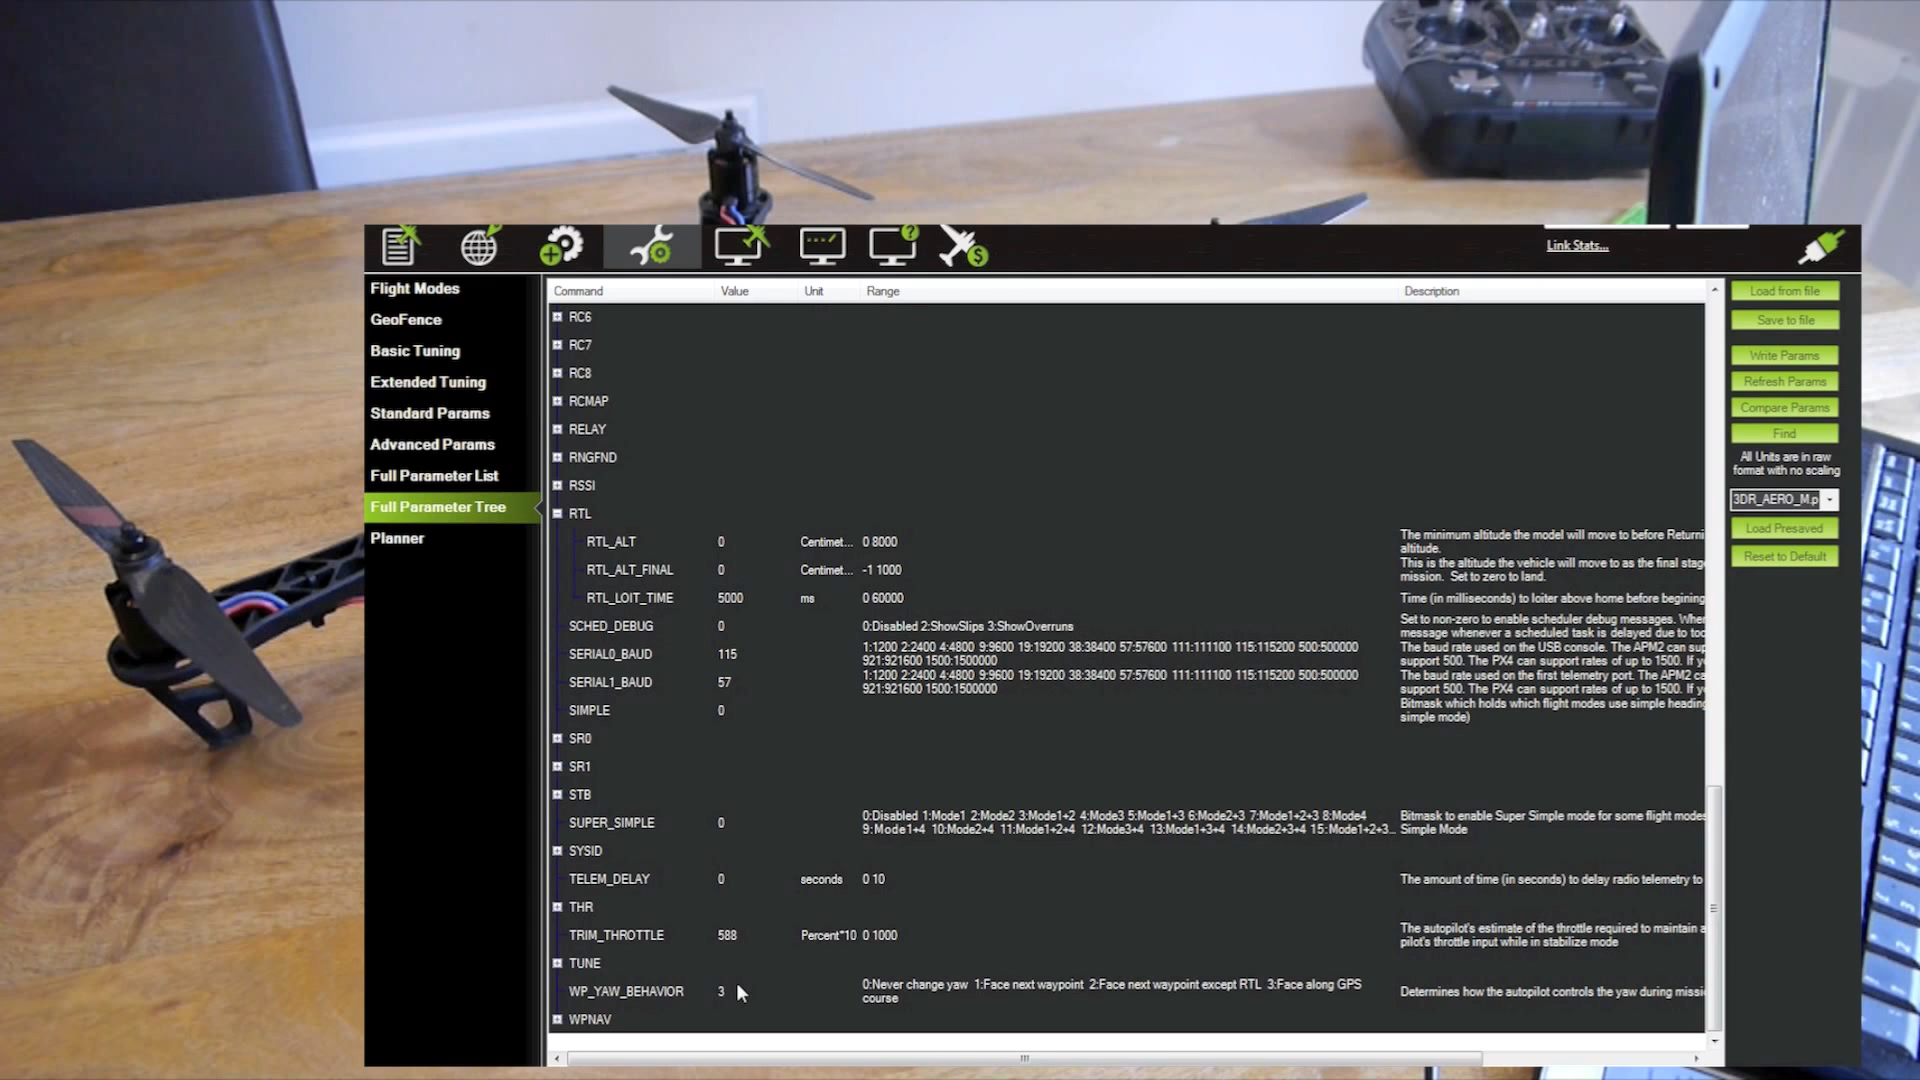 Link Stats...
Flight Modes
GeoFence
Basic Tuning
Extended Tuning
Standard Params
Advanced Params
Full Parameter List
Full Parameter Tree
Planner
Command Value Unit Range Description
RC6
RC7
RC8
RCMAP
RELAY
RNGFND
RSSI
RTL
RTL_ALT 0 Centimet... 0 8000 The minimum altitude the model will move to before Returni
altitude.
RTL_ALT_FINAL 0 Centimet... -1 1000 This is the altitude the vehicle will move to as the final stag
mission. Set to zero to land.
RTL_LOIT_TIME 5000 ms 0 60000 Time (in milliseconds) to loiter above home before begining
SCHED_DEBUG 0 0:Disabled 2:ShowSlips 3:ShowOverruns Set to non-zero to enable scheduler debug messages. When
message whenever a scheduled task is delayed due to too
SERIAL0_BAUD 115 1:1200 2:2400 4:4800 9:9600 19:19200 38:38400 57:57600 111:111100 115:115200 500:500000 The baud rate used on the USB console. The APM2 can sup
921:921600 1500:1500000 support 500. The PX4 can support rates of up to 1500. If y
SERIAL1_BAUD 57 1:1200 2:2400 4:4800 9:9600 19:19200 38:38400 57:57600 111:111100 115:115200 500:500000 The baud rate used on the first telemetry port. The APM2 ca
921:921600 1500:1500000 support 500. The PX4 can support rates of up to 1500. If y
SIMPLE 0 Bitmask which holds which flight modes use simple heading
simple mode)
SR0
SR1
STB
SUPER_SIMPLE 0 0:Disabled 1:Mode1 2:Mode2 3:Mode1+2 4:Mode3 5:Mode1+3 6:Mode2+3 7:Mode1+2+3 8:Mode4 Bitmask to enable Super Simple mode for some flight modes
9:Mode1+4 10:Mode2+4 11:Mode1+2+4 12:Mode3+4 13:Mode1+3+4 14:Mode2+3+4 15:Mode1+2+3... Simple Mode
SYSID
TELEM_DELAY 0 seconds 0 10 The amount of time (in seconds) to delay radio telemetry to
THR
TRIM_THROTTLE 588 Percent*10 0 1000 The autopilot's estimate of the throttle required to maintain a
pilot's throttle input while in stabilize mode
TUNE
WP_YAW_BEHAVIOR 3 0:Never change yaw 1:Face next waypoint 2:Face next waypoint except RTL 3:Face along GPS Determines how the autopilot controls the yaw during missi
course
WPNAV
Load from file
Save to file
Write Params
Refresh Params
Compare Params
Find
All Units are in raw
format with no scaling
3DR_AERO_M.p
Load Presaved
Reset to Default